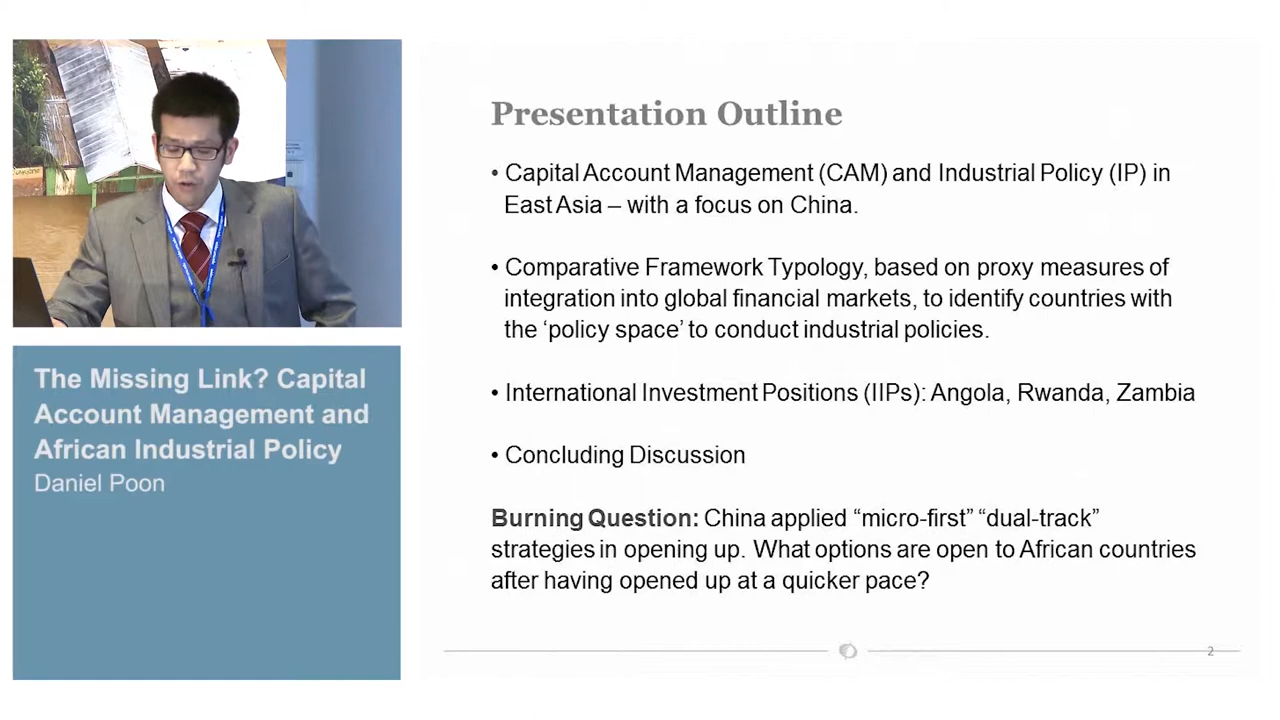 Presentation Outline
• Capital Account Management (CAM) and Industrial Policy (IP) in
East Asia – with a focus on China.
• Comparative Framework Typology, based on proxy measures of
integration into global financial markets, to identify countries with
the ‘policy space’ to conduct industrial policies.
• International Investment Positions (IIPs): Angola, Rwanda, Zambia
• Concluding Discussion
Burning Question: China applied “micro-first” “dual-track”
strategies in opening up. What options are open to African countries
after having opened up at a quicker pace?
2
The Missing Link? Capital
Account Management and
African Industrial Policy
Daniel Poon